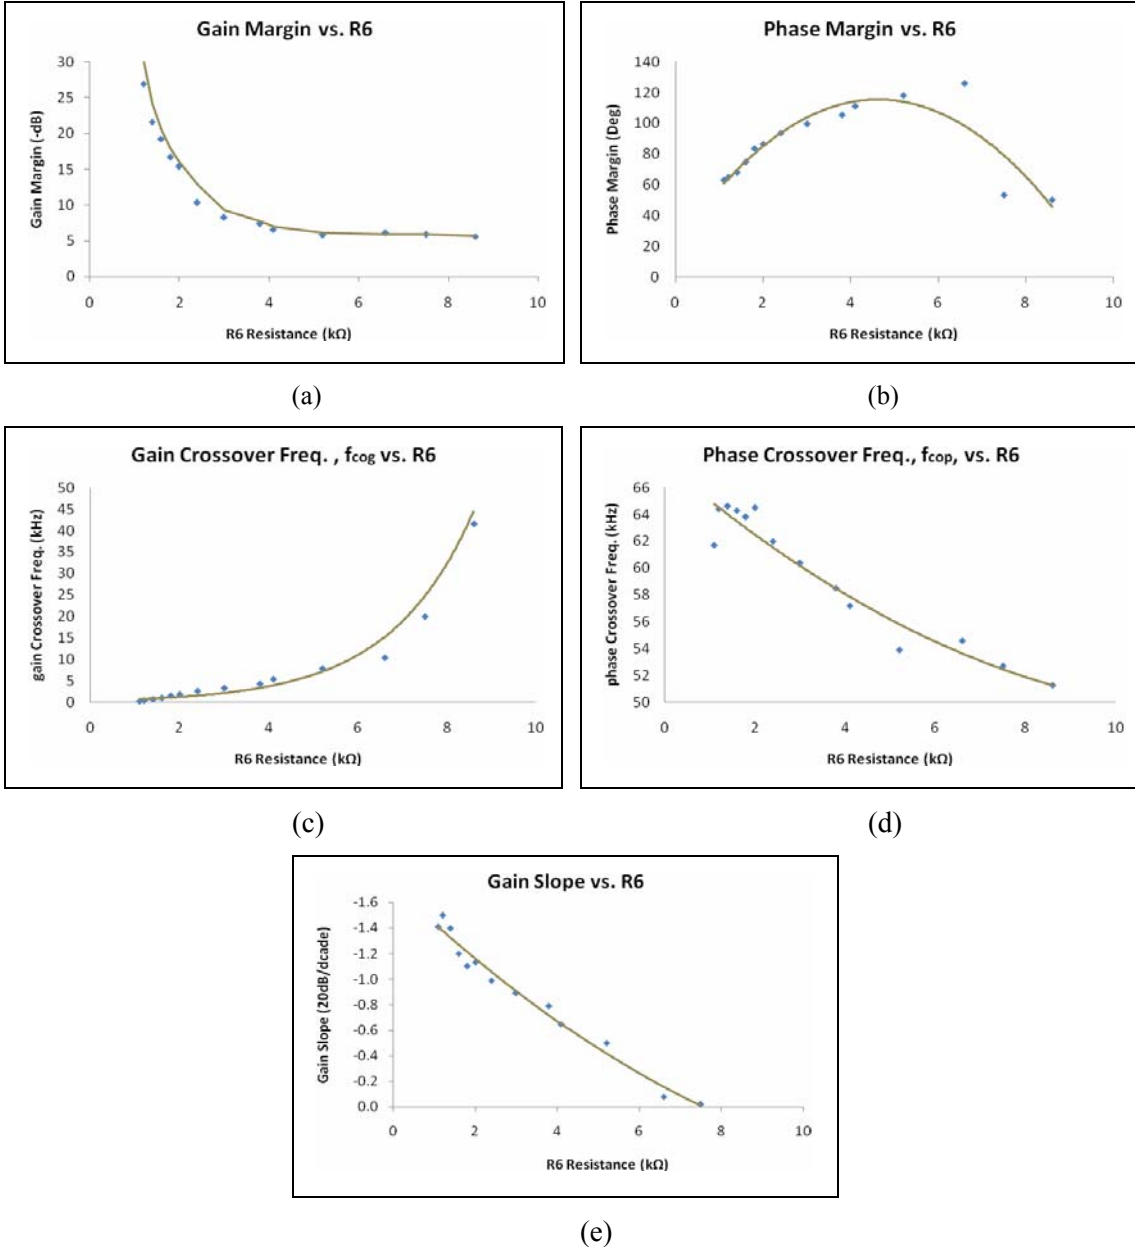 Gain Margin vs. R6
Gain Margin (-dB)
30
25
20
15
10
5
0
0 2 4 6 8 10
R6 Resistance (kΩ)
(a)
Phase Margin vs. R6
Phase Margin (Deg)
140
120
100
80
60
40
20
0
0 2 4 6 8 10
R6 Resistance (kΩ)
(b)
Gain Crossover Freq. , fcog vs. R6
gain Crossover Freq. (kHz)
50
45
40
35
30
25
20
15
10
5
0
0 2 4 6 8 10
R6 Resistance (kΩ)
(c)
Phase Crossover Freq., fcop, vs. R6
phase Crossover Freq. (kHz)
66
64
62
60
58
56
54
52
50
0 2 4 6 8 10
R6 Resistance (kΩ)
(d)
Gain Slope vs. R6
Gain Slope (20dB/dcade)
-1.6
-1.4
-1.2
-1.0
-0.8
-0.6
-0.4
-0.2
0.0
0 2 4 6 8 10
R6 Resistance (kΩ)
(e)